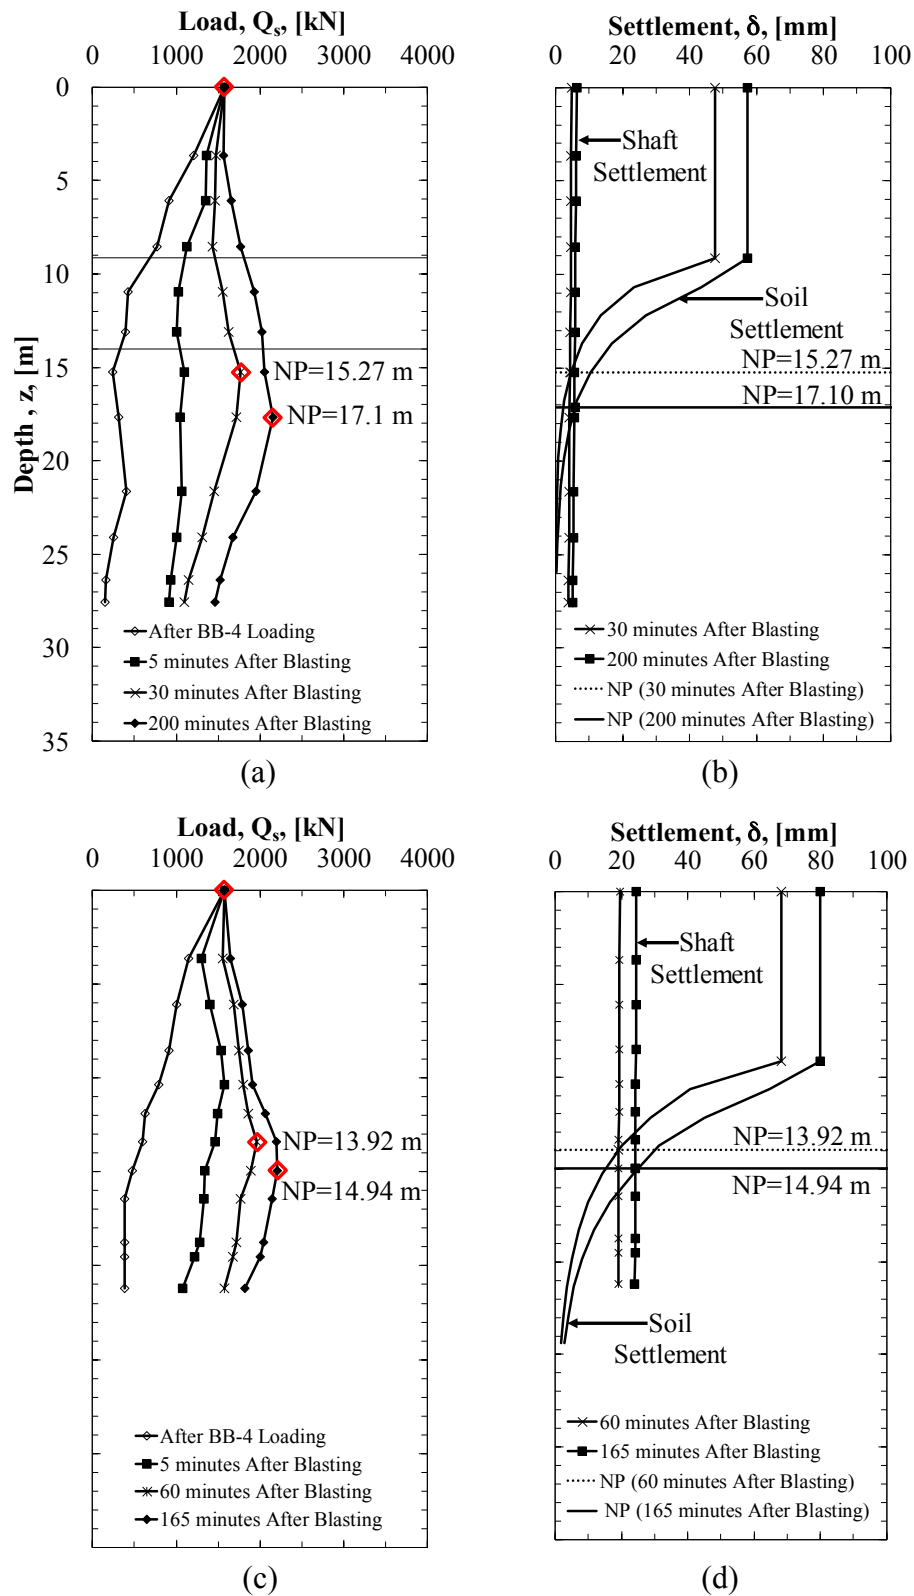 Load, Qs, [kN]
0 1000 2000 3000 4000
0
5
10
15
20
25
30
35
Depth , z, [m]
NP=15.27 m
NP=17.1 m
After BB-4 Loading
5 minutes After Blasting
30 minutes After Blasting
200 minutes After Blasting
(a)
Settlement, δ, [mm]
0 20 40 60 80 100
Shaft
Settlement
Soil
Settlement
NP=15.27 m
NP=17.10 m
30 minutes After Blasting
200 minutes After Blasting
NP (30 minutes After Blasting)
NP (200 minutes After Blasting)
(b)
Load, Qs, [kN]
0 1000 2000 3000 4000
NP=13.92 m
NP=14.94 m
After BB-4 Loading
5 minutes After Blasting
60 minutes After Blasting
165 minutes After Blasting
(c)
Settlement, δ, [mm]
0 20 40 60 80 100
Shaft
Settlement
NP=13.92 m
NP=14.94 m
Soil
Settlement
60 minutes After Blasting
165 minutes After Blasting
NP (60 minutes After Blasting)
NP (165 minutes After Blasting)
(d)